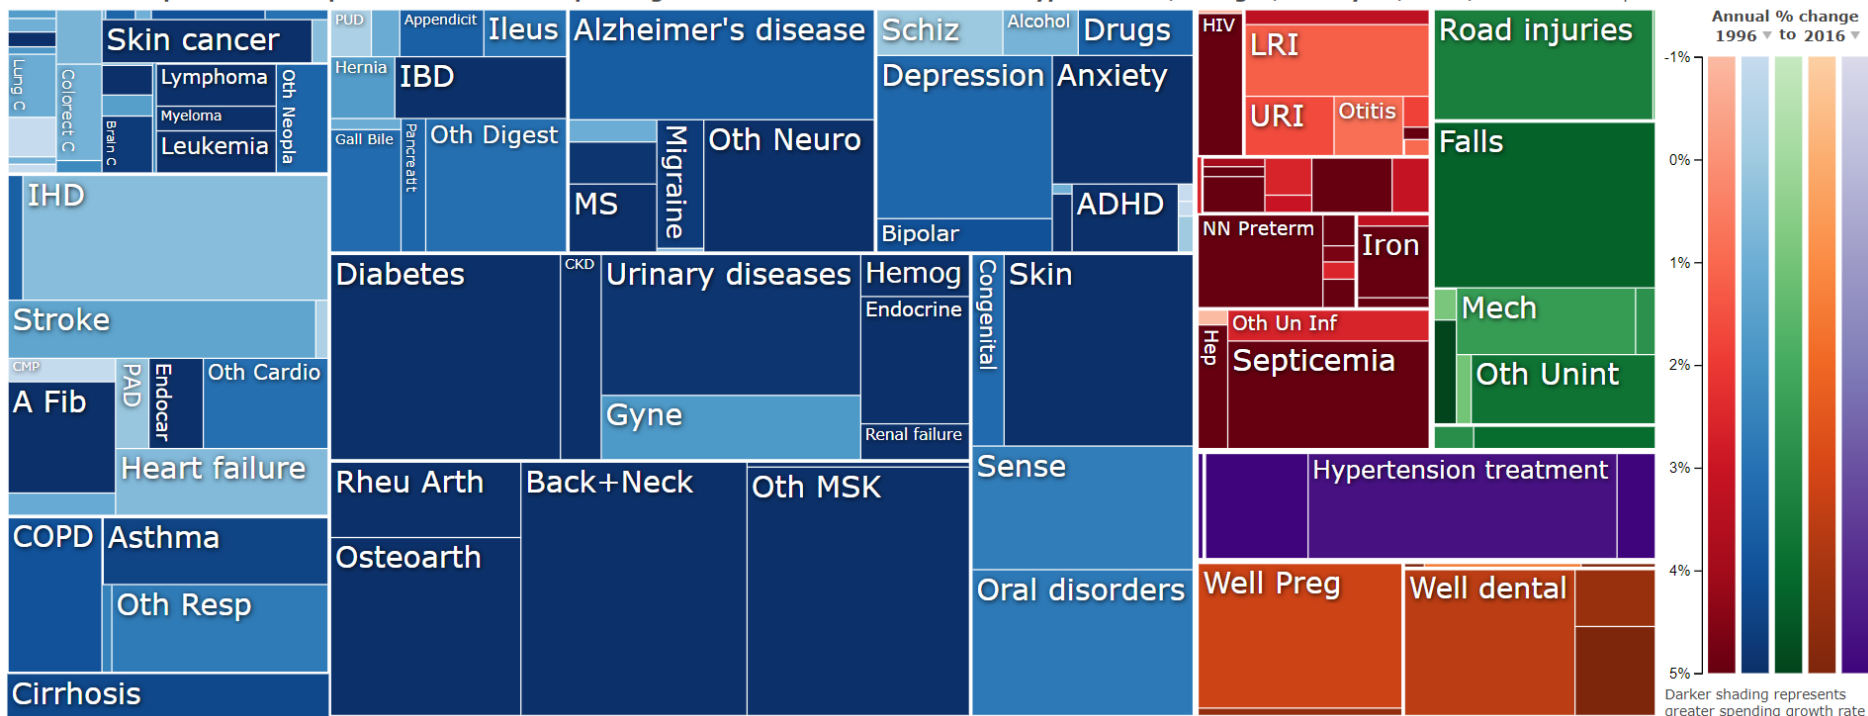 Skin cancer
Lung C
Colorect C
Brain C
Lymphoma
Myeloma
Leukemia
Oth Neopla
IHD
Stroke
CMP
A Fib
PAD
Endocar
Oth Cardio
Heart failure
COPD
Asthma
Oth Resp
Cirrhosis
PUD
Appendicit
Ileus
Hernia
IBD
Gall Bile
Pancreatit
Oth Digest
Alzheimer's disease
Migraine
Oth Neuro
MS
Schiz
Alcohol
Drugs
Depression
Anxiety
Bipolar
ADHD
Diabetes
CKD
Urinary diseases
Gyne
Hemog
Endocrine
Renal failure
Congenital
Skin
Rheu Arth
Osteoarth
Back+Neck
Oth MSK
Sense
Oral disorders
HIV
LRI
URI
Otitis
NN Preterm
Iron
Oth Un Inf
Hep
Septicemia
Road injuries
Falls
Mech
Oth Unint
Hypertension treatment
Well Preg
Well dental
Annual % change
1996 ▼ to 2016 ▼
-1%
0%
1%
2%
3%
4%
5%
Darker shading represents
greater spending growth rate